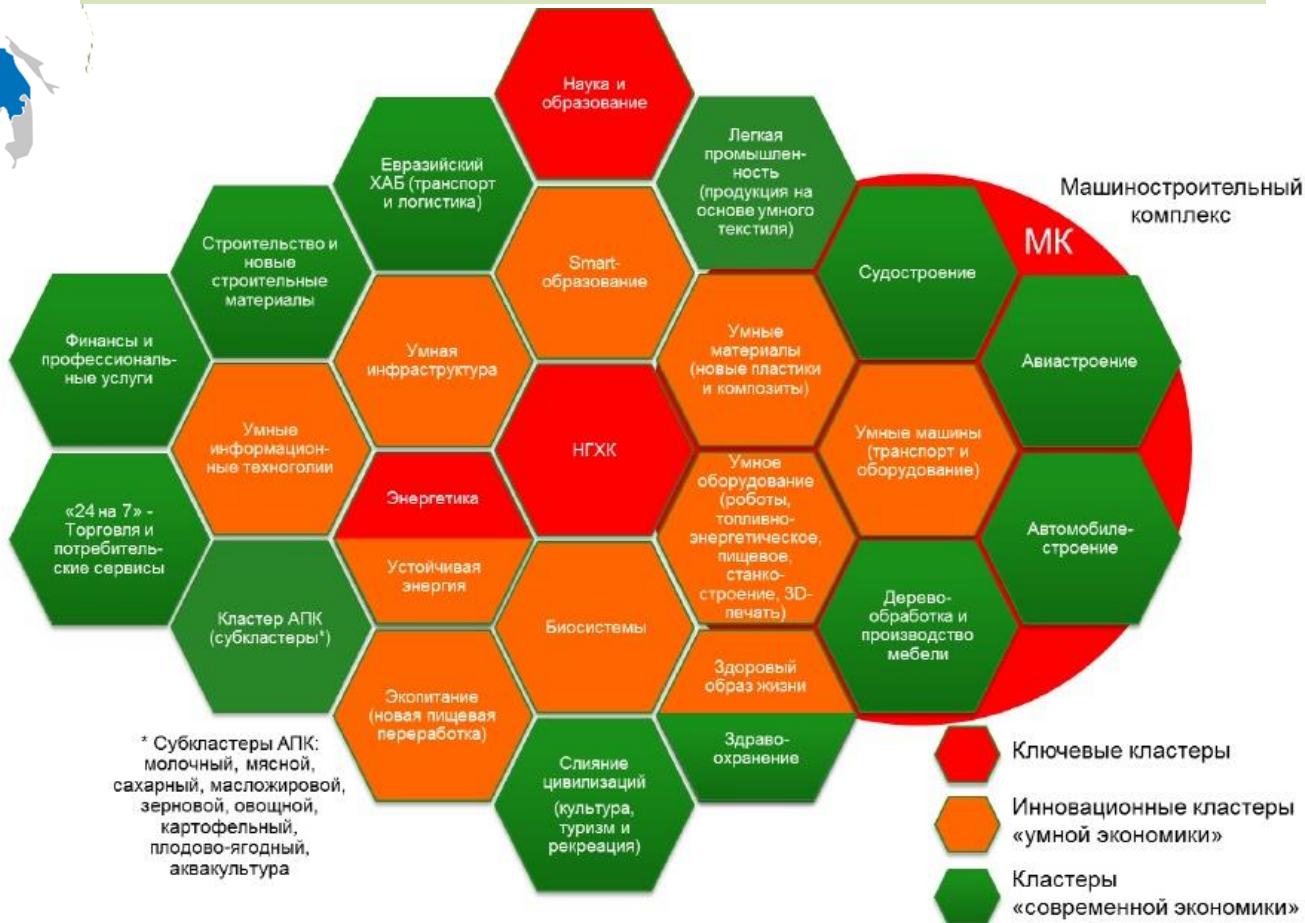 Наука и
образование
Легкая
промышлен-
ность
(продукция на
основе умного
текстиля)
Евразийский
ХАБ (транспорт
и логистика)
Машиностроительный
комплекс
МК
Строительство и
новые
строительные
материалы
Smart-
образование
Судостроение
Финансы и
профессиональ-
ные услуги
Умная
инфраструктура
Умные
материалы
(новые пластики
и композиты)
Авиастроение
Умные
информацион-
ные техноголии
НГХК
Умные машины
(транспорт и
оборудование)
Энергетика
Умное
оборудование
(роботы,
топливно-
энергетическое,
пищевое,
станко-
строение, 3D-
печать)
«24 на 7» -
Торговля и
потребитель-
ские сервисы
Автомобиле-
строение
Устойчивая
энергия
Кластер АПК
(субкластеры*)
Биосистемы
Дерево-
обработка и
производство
мебели
Здоровый
образ жизни
Экопитание
(новая пищевая
переработка)
Здраво-
охранение
Слияние
цивилизаций
(культура,
туризм и
рекреация)
* Субкластеры АПК:
молочный, мясной,
сахарный, масложировой,
зерновой, овощной,
картофельный,
плодово-ягодный,
аквакультура
Ключевые кластеры
Инновационные кластеры
«умной экономики»
Кластеры
«современной экономики»